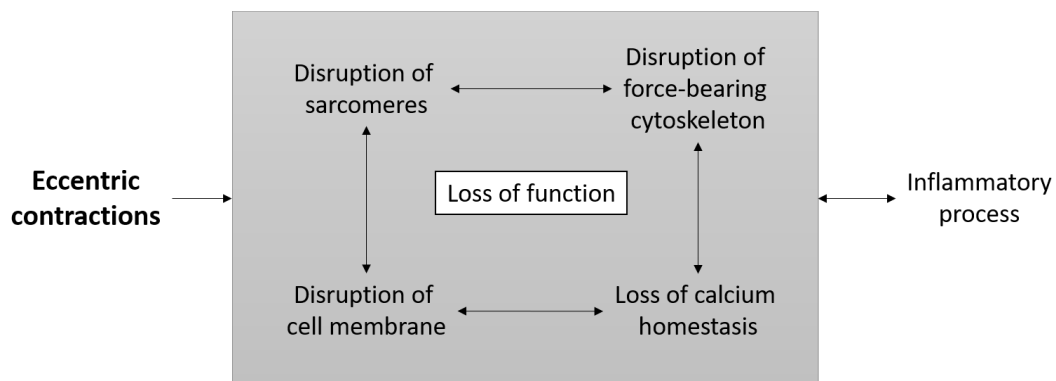 Eccentric
contractions
Disruption of
sarcomeres
Disruption of
force-bearing
cytoskeleton
Loss of function
Disruption of
cell membrane
Loss of calcium
homestasis
Inflammatory
process